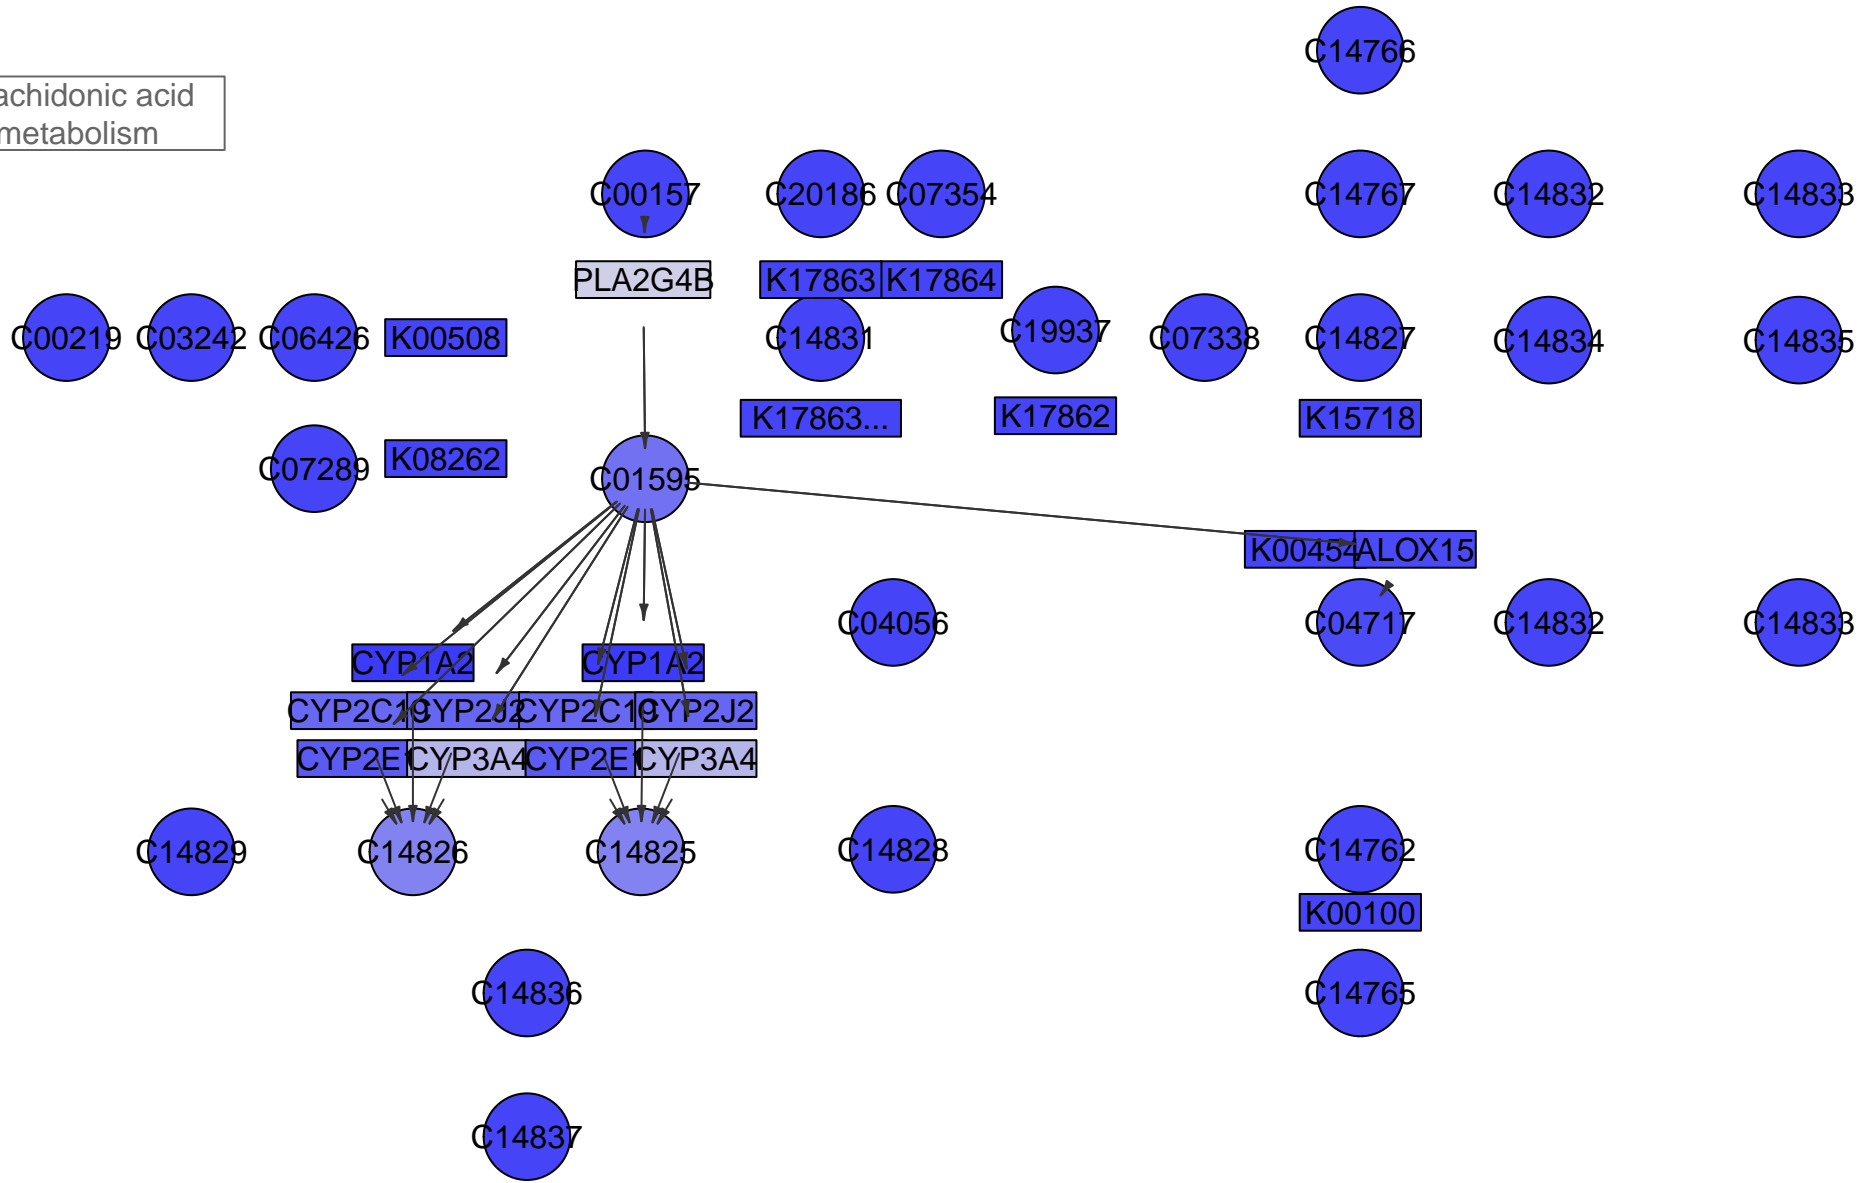 C14766
achidonic acid
metabolism
C00157
C20186
C07354
C14767
C14832
C14833
PLA2G4B
K17863
K17864
C00219
C03242
C06426
K00508
C14831
C19937
C07338
C14827
C14834
C14835
K17863...
K17862
K15718
C07289
K08262
C01595
K00454
ALOX15
C04056
C04717
C14832
C14833
CYP1A2
CYP1A2
CYP2C19
CYP2J2
CYP2C19
CYP2J2
CYP2E1
CYP3A4
CYP2E1
CYP3A4
C14829
C14826
C14825
C14828
C14762
K00100
C14836
C14765
C14837